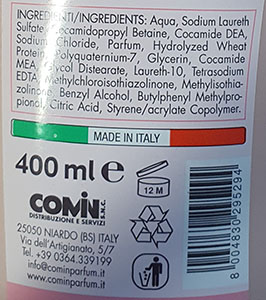 INGREDIENTI/INGREDIENTS: Aqua, Sodium Laureth
Sulfate, Cocamidopropyl Betaine, Cocamide DEA,
Sodium Chloride, Parfum, Hydrolyzed Wheat
Protein, Polyquaternium-7, Glycerin, Cocamide
MEA, Glycol Distearate, Laureth-10, Tetrasodium
EDTA, Methylchloroisothiazolinone, Methylisothia-
zolinone, Benzyl Alcohol, Butylphenyl Methylpro-
pional, Citric Acid, Styrene/acrylate Copolymer.
MADE IN ITALY
400 ml e
12 M
COMIN S.N.C.
DISTRIBUZIONE E SERVIZI
25050 NIARDO (BS) ITALY
Via dell'Artigianato, 5/7
Tel. +39 0364.339199
info@cominparfum.it
www.cominparfum.com
8 004830 295294